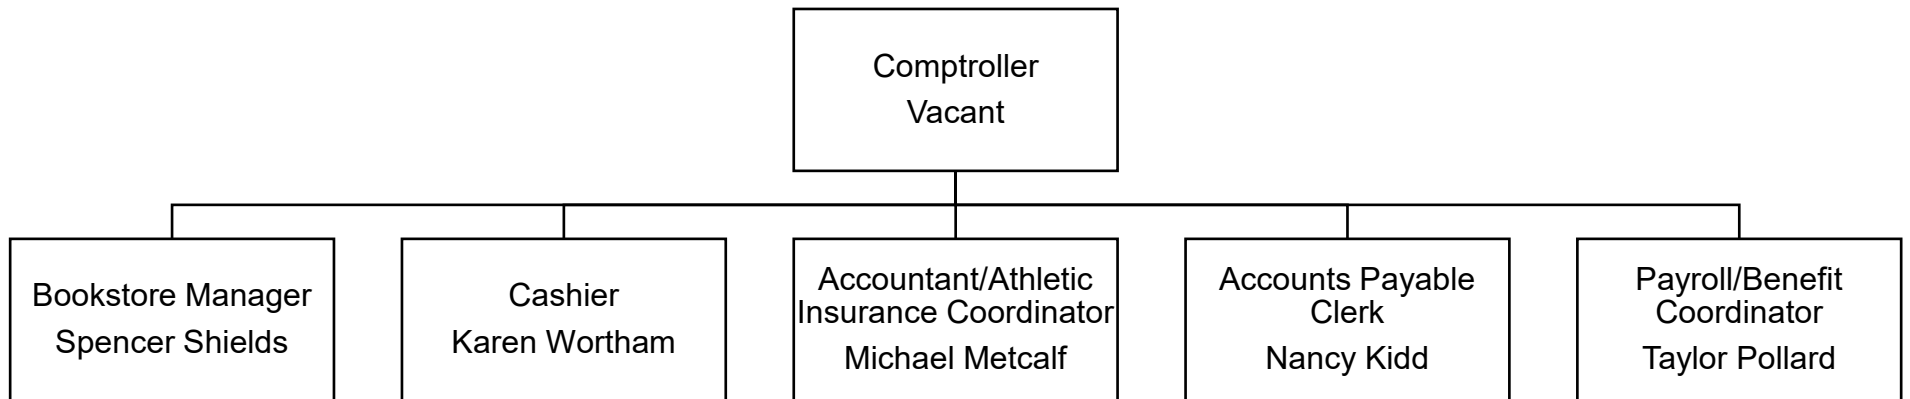 Comptroller
Vacant
Bookstore Manager
Spencer Shields
Cashier
Karen Wortham
Accountant/Athletic
Insurance Coordinator
Michael Metcalf
Accounts Payable
Clerk
Nancy Kidd
Payroll/Benefit
Coordinator
Taylor Pollard